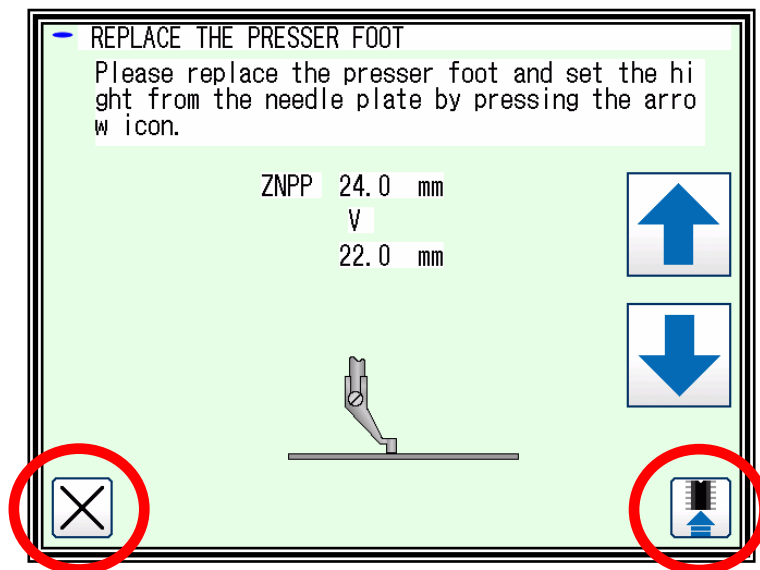 REPLACE THE PRESSER FOOT
Please replace the presser foot and set the hi
ght from the needle plate by pressing the arro
w icon.
ZNPP 24.0 mm
V
22.0 mm